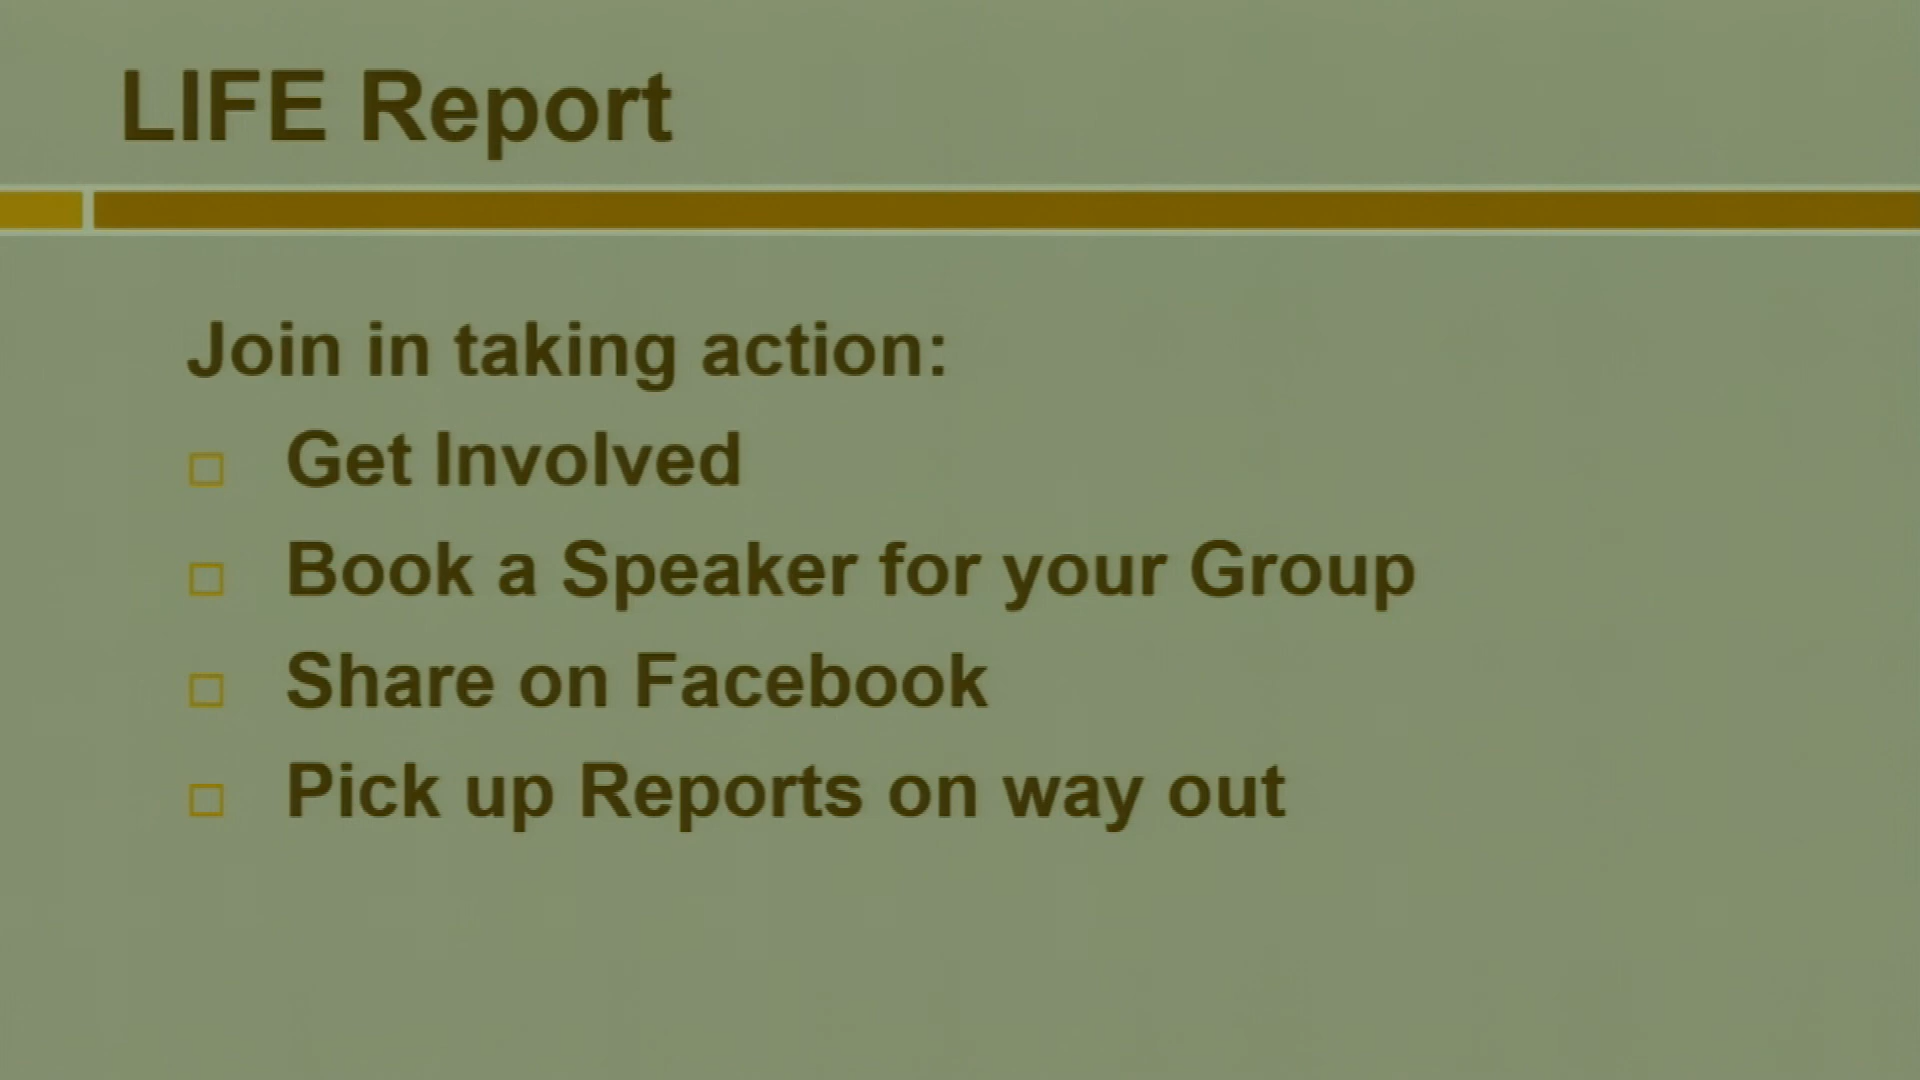 LIFE Report
Join in taking action:
Get Involved
Book a Speaker for your Group
Share on Facebook
Pick up Reports on way out